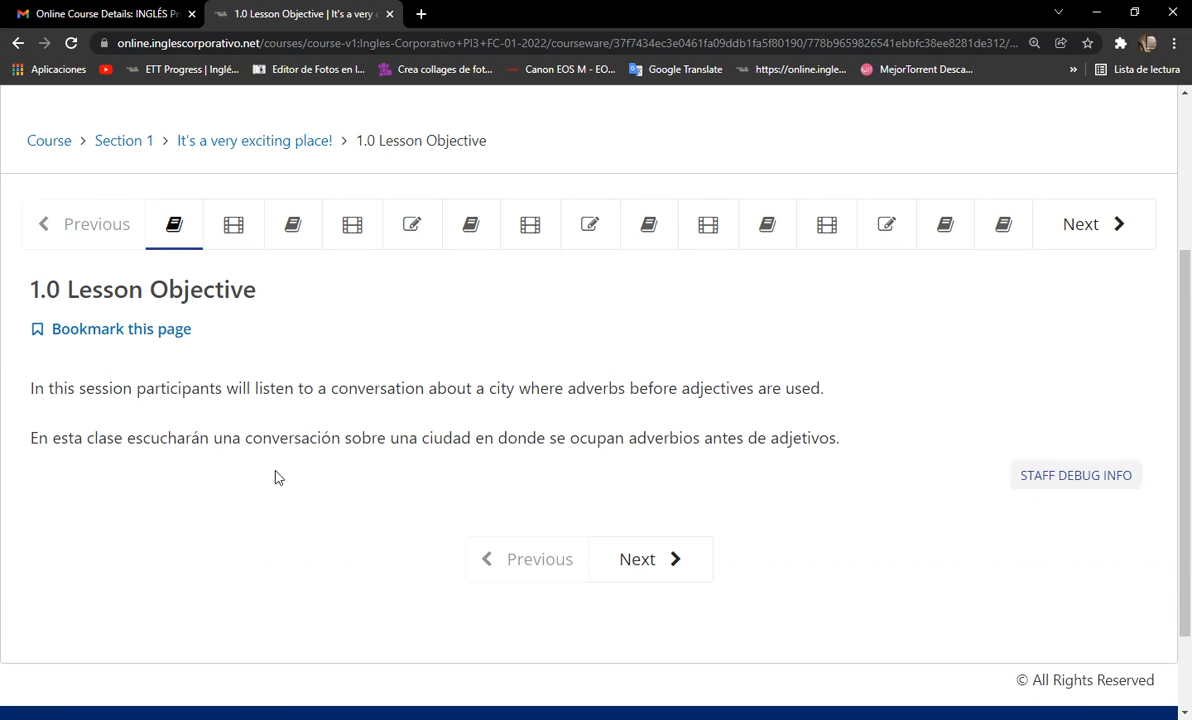 Online Course Details: INGLÉS Pr
1.0 Lesson Objective | It's a very
online.inglescorporativo.net/courses/course-v1:Ingles-Corporativo+PI3+FC-01-2022/courseware/37f7434ec3e0461fa09ddb1fa5f80190/778b9659826541ebbfc38ee8281de312/...
Aplicaciones ETT Progress | Inglé... Editor de Fotos en l... Crea collages de fot... Canon EOS M - EO... Google Translate https://online.ingle... MejorTorrent Desca... » Lista de lectura
Course > Section 1 > It's a very exciting place! > 1.0 Lesson Objective
Previous Next
1.0 Lesson Objective
Bookmark this page
In this session participants will listen to a conversation about a city where adverbs before adjectives are used.
En esta clase escucharán una conversación sobre una ciudad en donde se ocupan adverbios antes de adjetivos.
STAFF DEBUG INFO
Previous Next
© All Rights Reserved